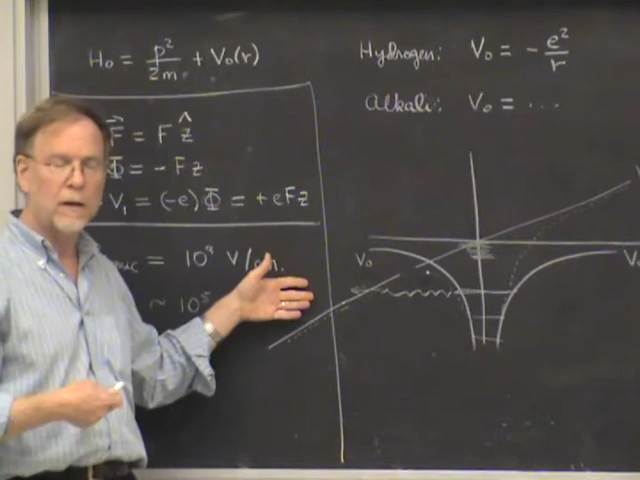 H₀ = p²/2m + V₀(r)
F⃗ = F ẑ
Φ = - Fz
V₁ = (-e) Φ = + eFz
= 10⁹ V/cm.
~ 10⁵
Hydrogen: V₀ = - e²/r
Alkali: V₀ = ...
V₀
V₀